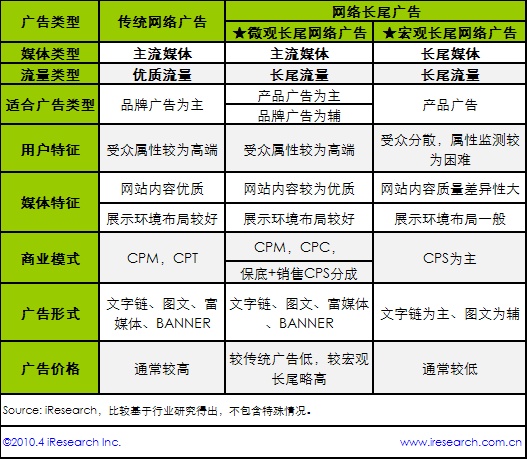 广告类型 传统网络广告 网络长尾广告
★微观长尾网络广告 ★宏观长尾网络广告
媒体类型 主流媒体 主流媒体 长尾媒体
流量类型 优质流量 长尾流量 长尾流量
适合广告类型 品牌广告为主 产品广告为主 产品广告
品牌广告为辅
用户特征 受众属性较为高端 受众属性较为高端 受众分散，属性监测较
为困难
媒体特征 网站内容优质 网站内容较为优质 网站内容质量差异性大
展示环境布局较好 展示环境布局较好 展示环境布局一般
商业模式 CPM，CPT CPM，CPC， CPS为主
保底+销售CPS分成
广告形式 文字链、图文、富 文字链、图文、富媒体 文字链为主、图文为辅
媒体、BANNER 、BANNER
广告价格 通常较高 较传统广告低，较宏观 通常较低
长尾略高
Source: iResearch，比较基于行业研究得出，不包含特殊情况。
©2010.4 iResearch Inc. www.iresearch.com.cn